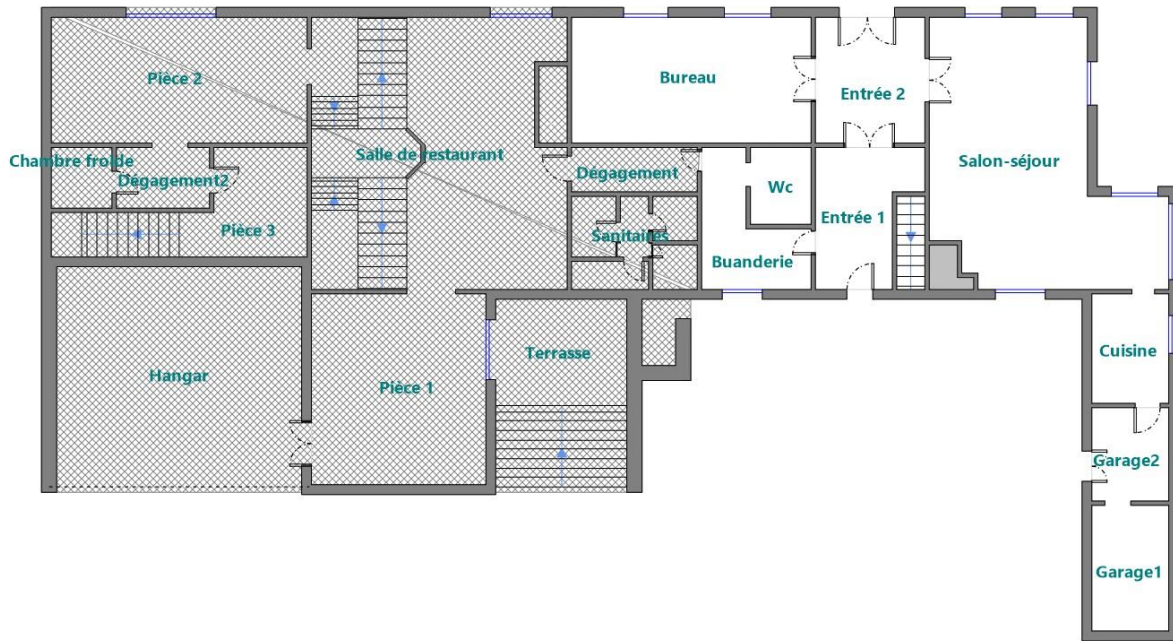 Pièce 2
Bureau
Entrée 2
Chambre froide
Salle de restaurant
Salon-séjour
Dégagement2
Dégagement
Wc
Entrée 1
Pièce 3
Sanitaires
Buanderie
Terrasse
Cuisine
Hangar
Pièce 1
Garage2
Garage1